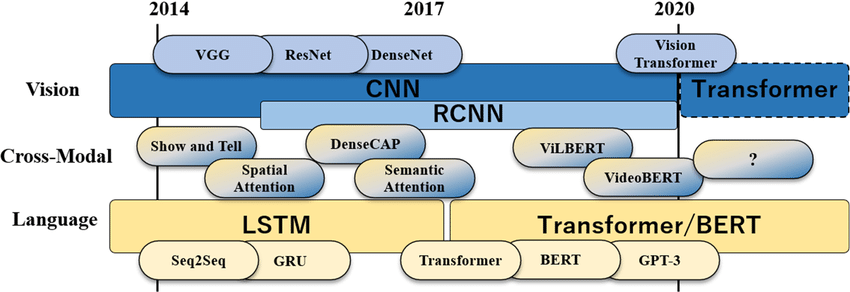 2014 2017 2020
VGG ResNet DenseNet Vision
Transformer
Vision CNN Transformer
RCNN
Cross-Modal Show and Tell DenseCAP ViLBERT ?
Spatial
Attention
Semantic
Attention
VideoBERT
Language LSTM Transformer/BERT
Seq2Seq GRU Transformer BERT GPT-3